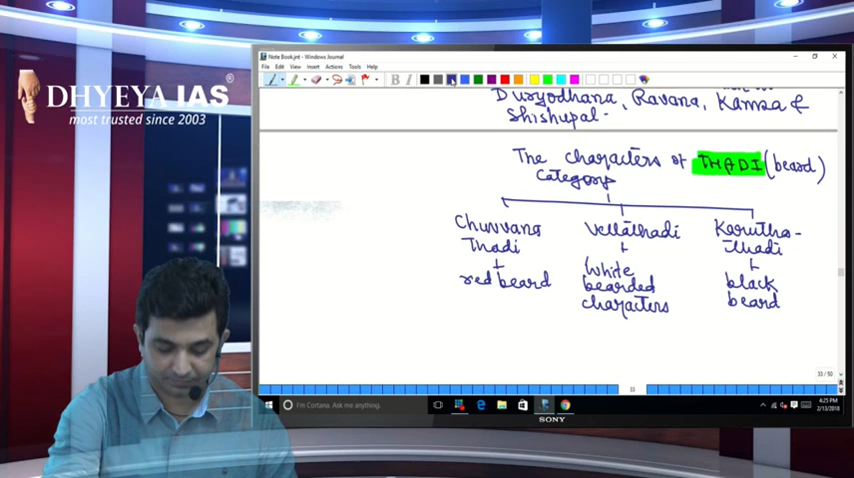 DHYEYA IAS®
most trusted since 2003
Note Book.jnt - Windows Journal
File Edit View Insert Actions Tools Help
Duryodhana, Ravana, Kamsa &
Shishupal-
The characters of THADI (beard)
Category
Chuvvana
Thadi
red beard
Vellathadi
White
bearded
characters
Karutha-
thadi
black
beard
33 / 50
I'm Cortana. Ask me anything.
4:25 PM
2/13/2018
SONY